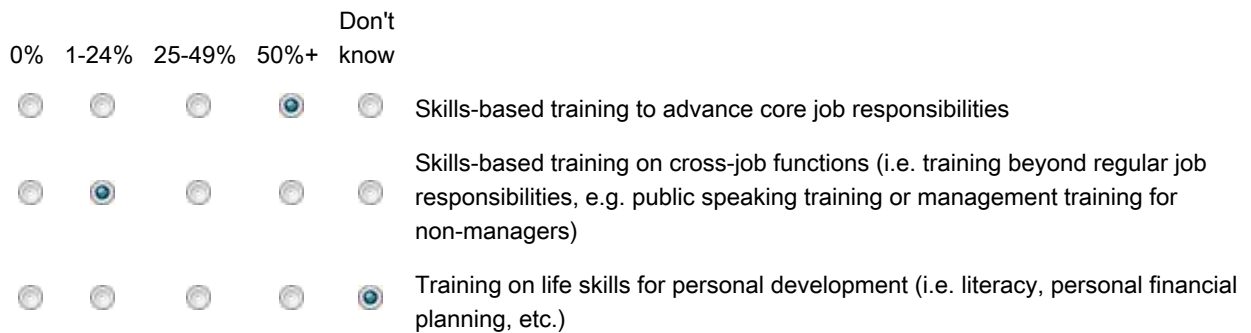 Don't
0% 1-24% 25-49% 50%+ know
Skills-based training to advance core job responsibilities
Skills-based training on cross-job functions (i.e. training beyond regular job
responsibilities, e.g. public speaking training or management training for
non-managers)
Training on life skills for personal development (i.e. literacy, personal financial
planning, etc.)